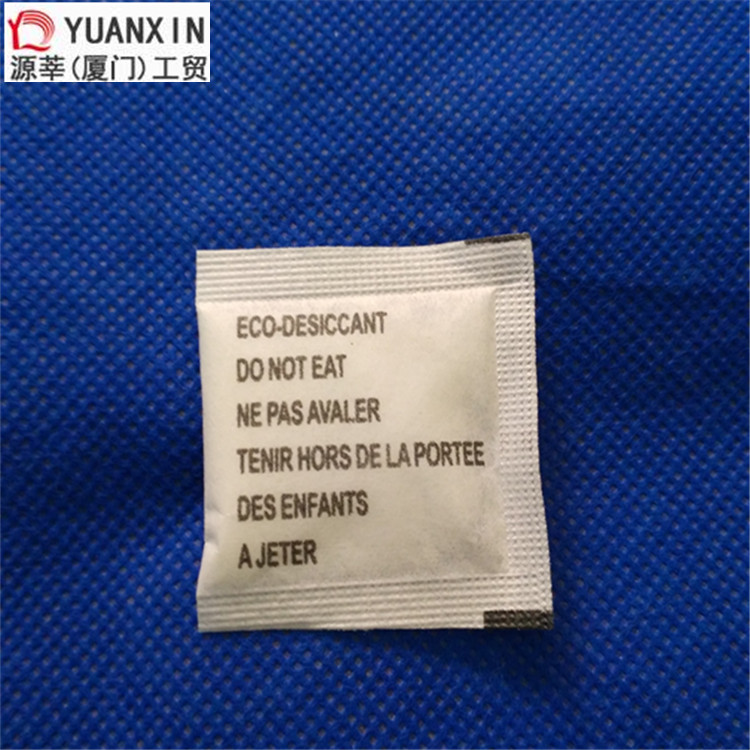 YUANXIN
源莘(厦门)工贸
ECO-DESICCANT
DO NOT EAT
NE PAS AVALER
TENIR HORS DE LA PORTEE
DES ENFANTS
A JETER